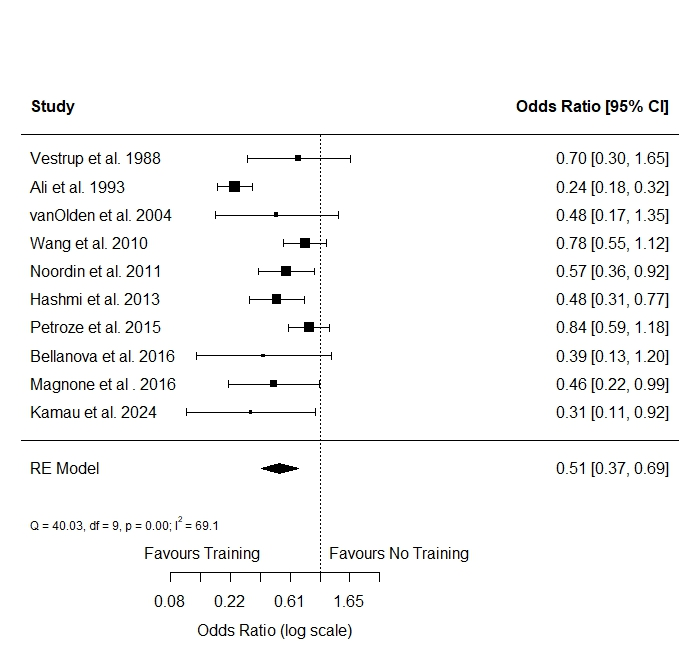 Study Odds Ratio [95% CI]
Vestrup et al. 1988 0.70 [0.30, 1.65]
Ali et al. 1993 0.24 [0.18, 0.32]
vanOlden et al. 2004 0.48 [0.17, 1.35]
Wang et al. 2010 0.78 [0.55, 1.12]
Noordin et al. 2011 0.57 [0.36, 0.92]
Hashmi et al. 2013 0.48 [0.31, 0.77]
Petroze et al. 2015 0.84 [0.59, 1.18]
Bellanova et al. 2016 0.39 [0.13, 1.20]
Magnone et al . 2016 0.46 [0.22, 0.99]
Kamau et al. 2024 0.31 [0.11, 0.92]
RE Model 0.51 [0.37, 0.69]
Q = 40.03, df = 9, p = 0.00; I² = 69.1
Favours Training Favours No Training
0.08 0.22 0.61 1.65
Odds Ratio (log scale)